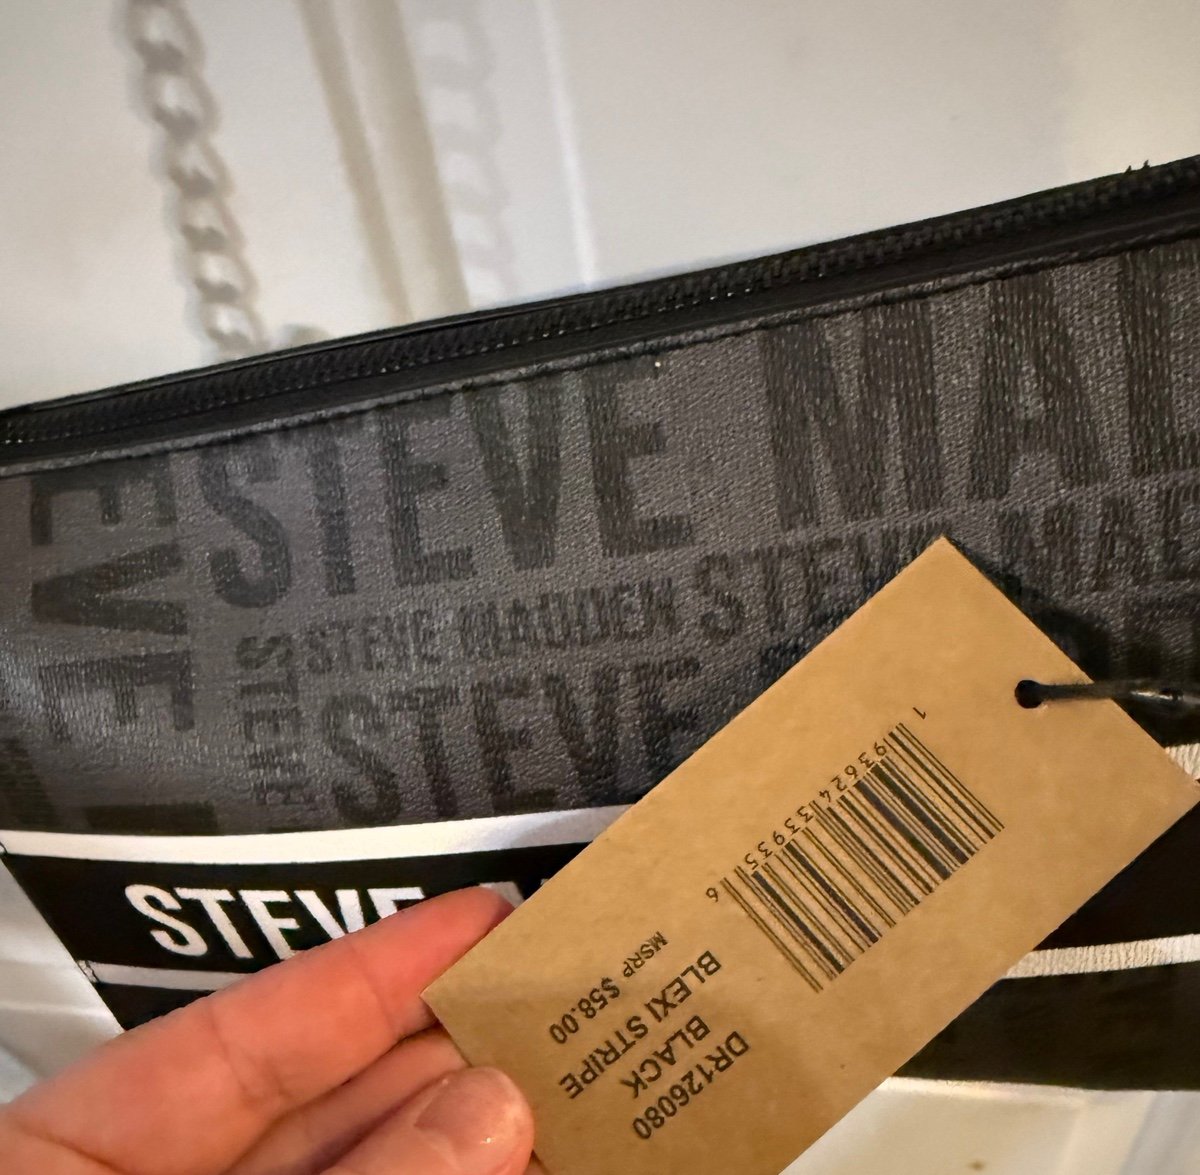 STEVE MAD
STEVE MADDEN STEVE
STEVE
STEVE
EVE
STEVE
DR126080
BLACK
BLEXI STRIPE
MSRP $58.00
1 93624 33935 6